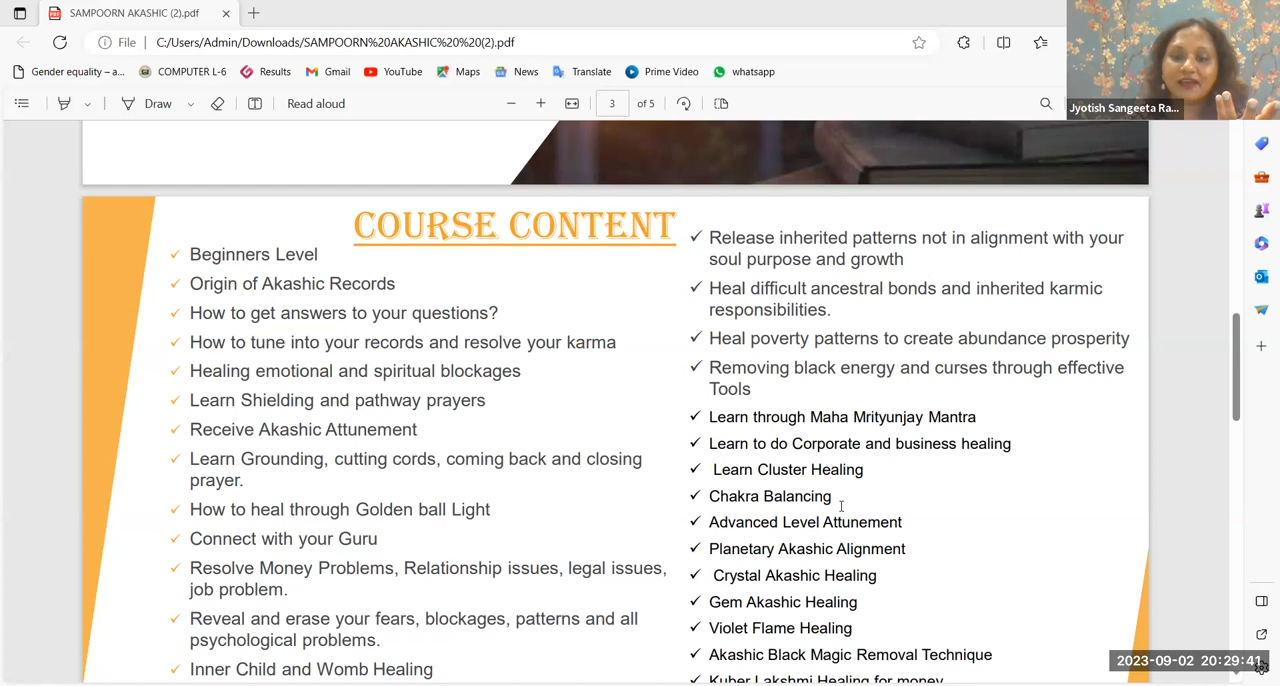 SAMPOORN AKASHIC (2).pdf
File
C:/Users/Admin/Downloads/SAMPOORN%20AKASHIC%20%20(2).pdf
Gender equality – a...
COMPUTER L-6
Results
Gmail
YouTube
Maps
News
Translate
Prime Video
whatsapp
Draw
Read aloud
3
of 5
Jyotish Sangeeta Ra...
COURSE CONTENT
Beginners Level
Origin of Akashic Records
How to get answers to your questions?
How to tune into your records and resolve your karma
Healing emotional and spiritual blockages
Learn Shielding and pathway prayers
Receive Akashic Attunement
Learn Grounding, cutting cords, coming back and closing
prayer.
How to heal through Golden ball Light
Connect with your Guru
Resolve Money Problems, Relationship issues, legal issues,
job problem.
Reveal and erase your fears, blockages, patterns and all
psychological problems.
Inner Child and Womb Healing
Release inherited patterns not in alignment with your
soul purpose and growth
Heal difficult ancestral bonds and inherited karmic
responsibilities.
Heal poverty patterns to create abundance prosperity
Removing black energy and curses through effective
Tools
Learn through Maha Mrityunjay Mantra
Learn to do Corporate and business healing
Learn Cluster Healing
Chakra Balancing
Advanced Level Attunement
Planetary Akashic Alignment
Crystal Akashic Healing
Gem Akashic Healing
Violet Flame Healing
Akashic Black Magic Removal Technique
Kuber Lakshmi Healing for money
2023-09-02 20:29:41